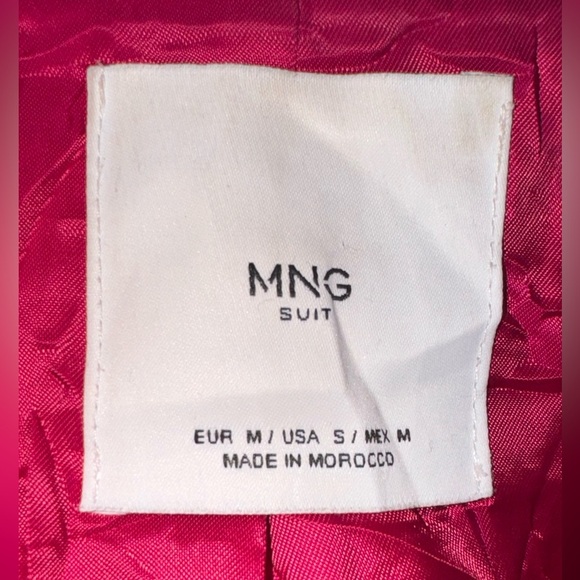 MNG
SUIT
EUR M / USA S / MEX M
MADE IN MOROCCO